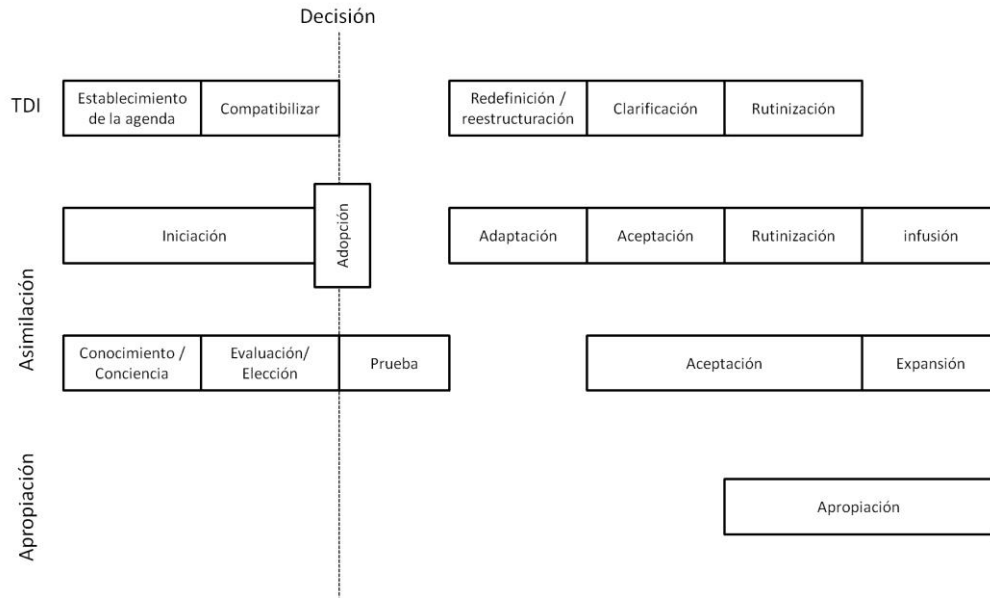 Decisión
TDI
Establecimiento
de la agenda
Compatibilizar
Redefinición /
reestructuración
Clarificación
Rutinización
Asimilación
Iniciación
Adopción
Adaptación
Aceptación
Rutinización
infusión
Conocimiento /
Conciencia
Evaluación/
Elección
Prueba
Aceptación
Expansión
Apropiación
Apropiación